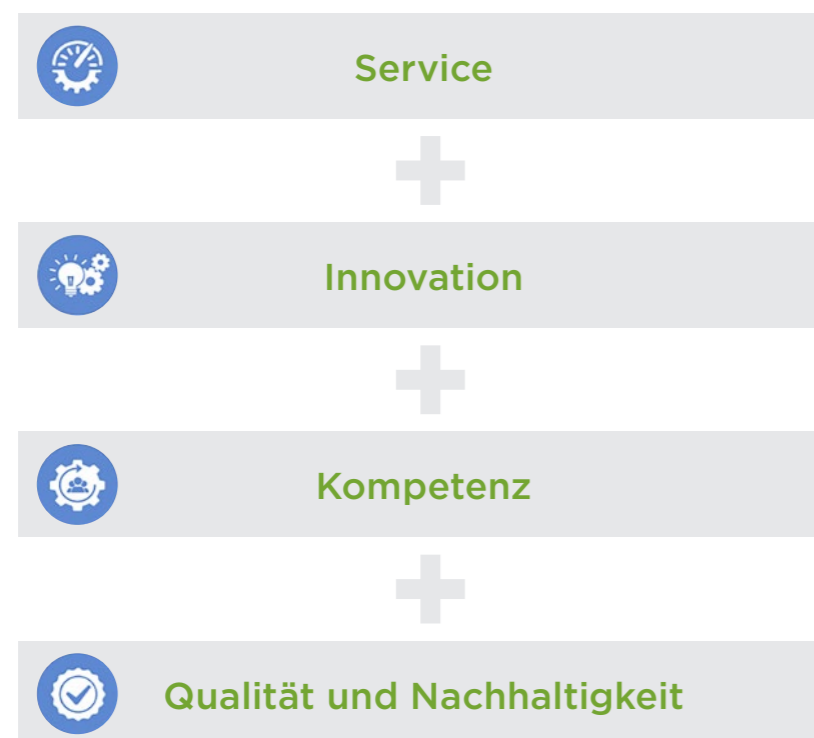 Service
Innovation
Kompetenz
Qualität und Nachhaltigkeit